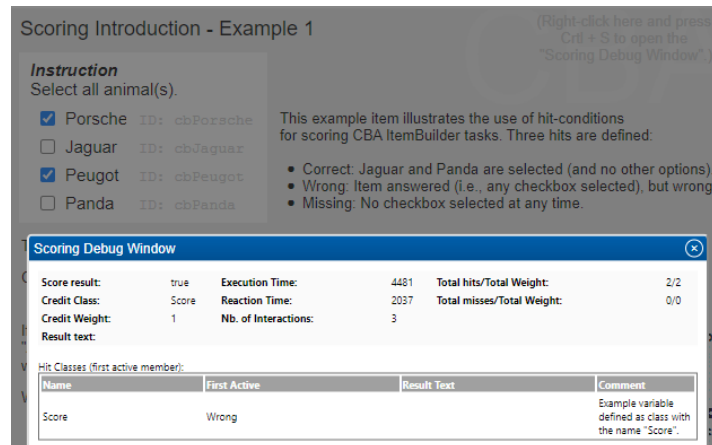 Scoring Introduction - Example 1
(Right-click here and press
Crtl + S to open the
"Scoring Debug Window".)
Instruction
Select all animal(s).
Porsche ID: cbPorsche
Jaguar ID: cbJaguar
Peugot ID: cbPeugot
Panda ID: cbPanda
This example item illustrates the use of hit-conditions
for scoring CBA ItemBuilder tasks. Three hits are defined:
• Correct: Jaguar and Panda are selected (and no other options)
• Wrong: Item answered (i.e., any checkbox selected), but wrong
• Missing: No checkbox selected at any time.
Scoring Debug Window
Score result: true Execution Time: 4481 Total hits/Total Weight: 2/2
Credit Class: Score Reaction Time: 2037 Total misses/Total Weight: 0/0
Credit Weight: 1 Nb. of Interactions: 3
Result text:
Hit Classes (first active member):
Name First Active Result Text Comment
Score Wrong Example variable
defined as class with
the name "Score".